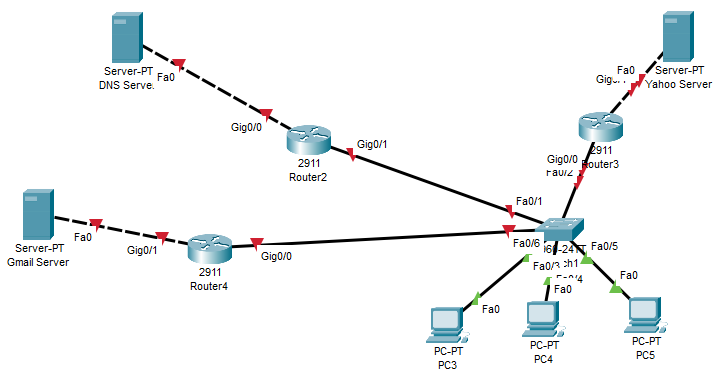 Server-PT
DNS Server
Fa0
Gig0/0
2911
Router2
Gig0/1
Fa0
Server-PT
Yahoo Server
2911
Router3
Gig0/0
Fa0/2
Fa0/1
Server-PT
Gmail Server
Fa0
Gig0/1
2911
Router4
Gig0/0
Fa0/6
Fa0/5
Fa0/3
Fa0
PC-PT
PC3
Fa0
PC-PT
PC4
Fa0
PC-PT
PC5